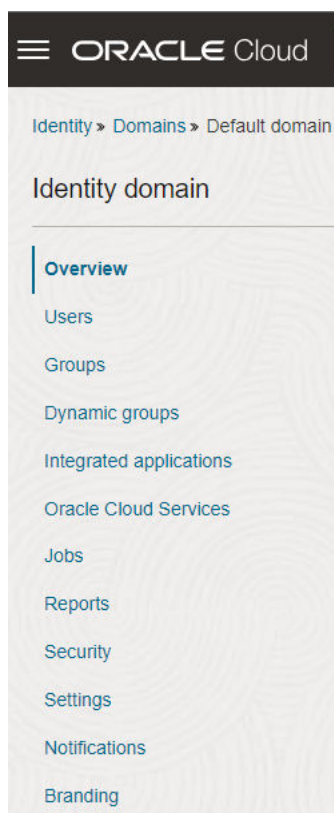 ORACLE Cloud
Identity » Domains » Default domain
Identity domain
Overview
Users
Groups
Dynamic groups
Integrated applications
Oracle Cloud Services
Jobs
Reports
Security
Settings
Notifications
Branding